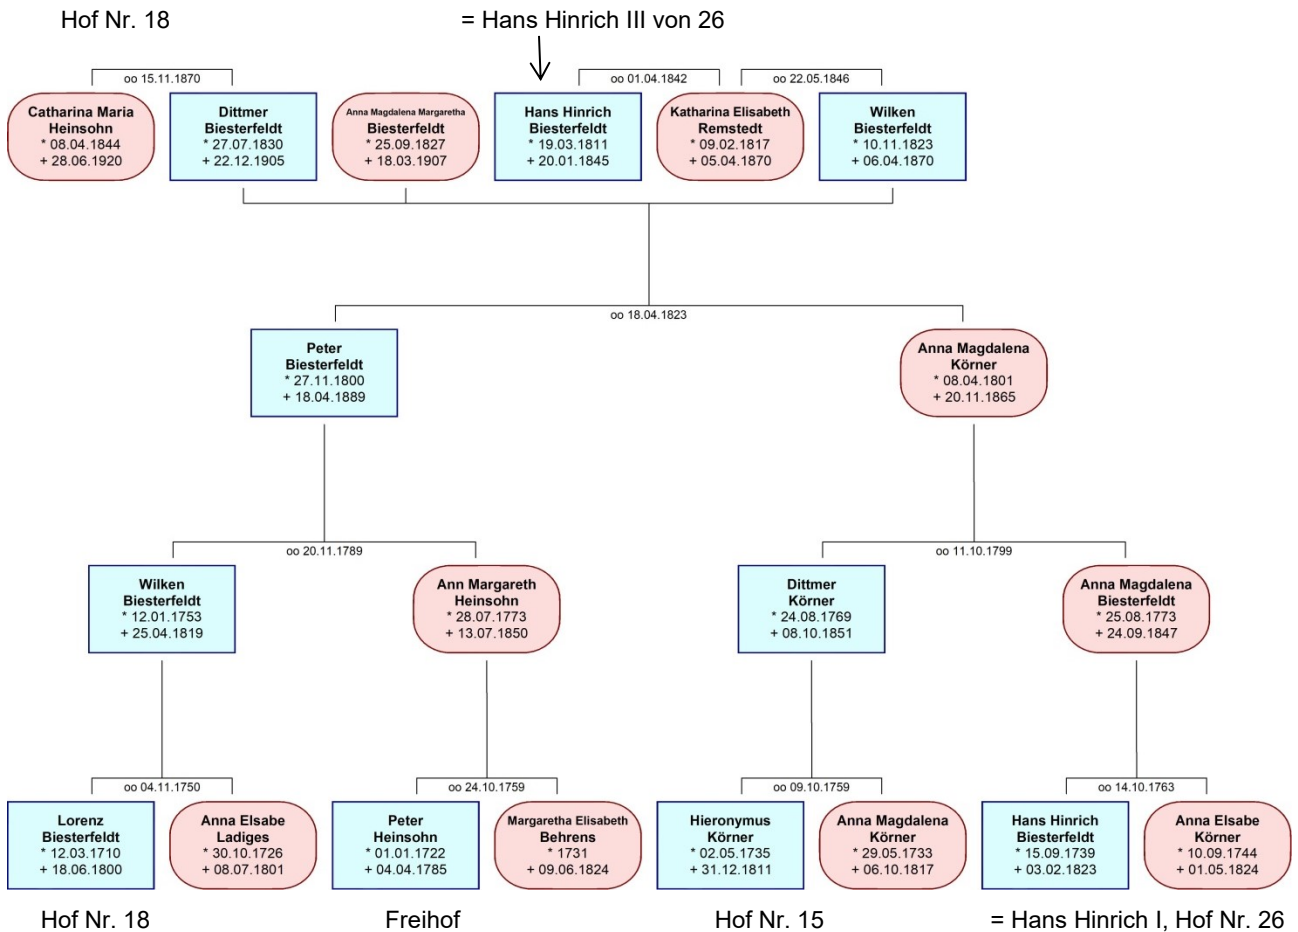 Hof Nr. 18
= Hans Hinrich III von 26
oo 15.11.1870
oo 01.04.1842
oo 22.05.1846
Catharina Maria
Heinsohn
* 08.04.1844
+ 28.06.1920
Dittmer
Biesterfeldt
* 27.07.1830
+ 22.12.1905
Anna Magdalena Margaretha
Biesterfeldt
* 25.09.1827
+ 18.03.1907
Hans Hinrich
Biesterfeldt
* 19.03.1811
+ 20.01.1845
Katharina Elisabeth
Remstedt
* 09.02.1817
+ 05.04.1870
Wilken
Biesterfeldt
* 10.11.1823
+ 06.04.1870
oo 18.04.1823
Peter
Biesterfeldt
* 27.11.1800
+ 18.04.1889
Anna Magdalena
Körner
* 08.04.1801
+ 20.11.1865
oo 20.11.1789
oo 11.10.1799
Wilken
Biesterfeldt
* 12.01.1753
+ 25.04.1819
Ann Margareth
Heinsohn
* 28.07.1773
+ 13.07.1850
Dittmer
Körner
* 24.08.1769
+ 08.10.1851
Anna Magdalena
Biesterfeldt
* 25.08.1773
+ 24.09.1847
oo 04.11.1750
oo 24.10.1759
oo 09.10.1759
oo 14.10.1763
Lorenz
Biesterfeldt
* 12.03.1710
+ 18.06.1800
Anna Elsabe
Ladiges
* 30.10.1726
+ 08.07.1801
Peter
Heinsohn
* 01.01.1722
+ 04.04.1785
Margaretha Elisabeth
Behrens
* 1731
+ 09.06.1824
Hieronymus
Körner
* 02.05.1735
+ 31.12.1811
Anna Magdalena
Körner
* 29.05.1733
+ 06.10.1817
Hans Hinrich
Biesterfeldt
* 15.09.1739
+ 03.02.1823
Anna Elsabe
Körner
* 10.09.1744
+ 01.05.1824
Hof Nr. 18
Freihof
Hof Nr. 15
= Hans Hinrich I, Hof Nr. 26